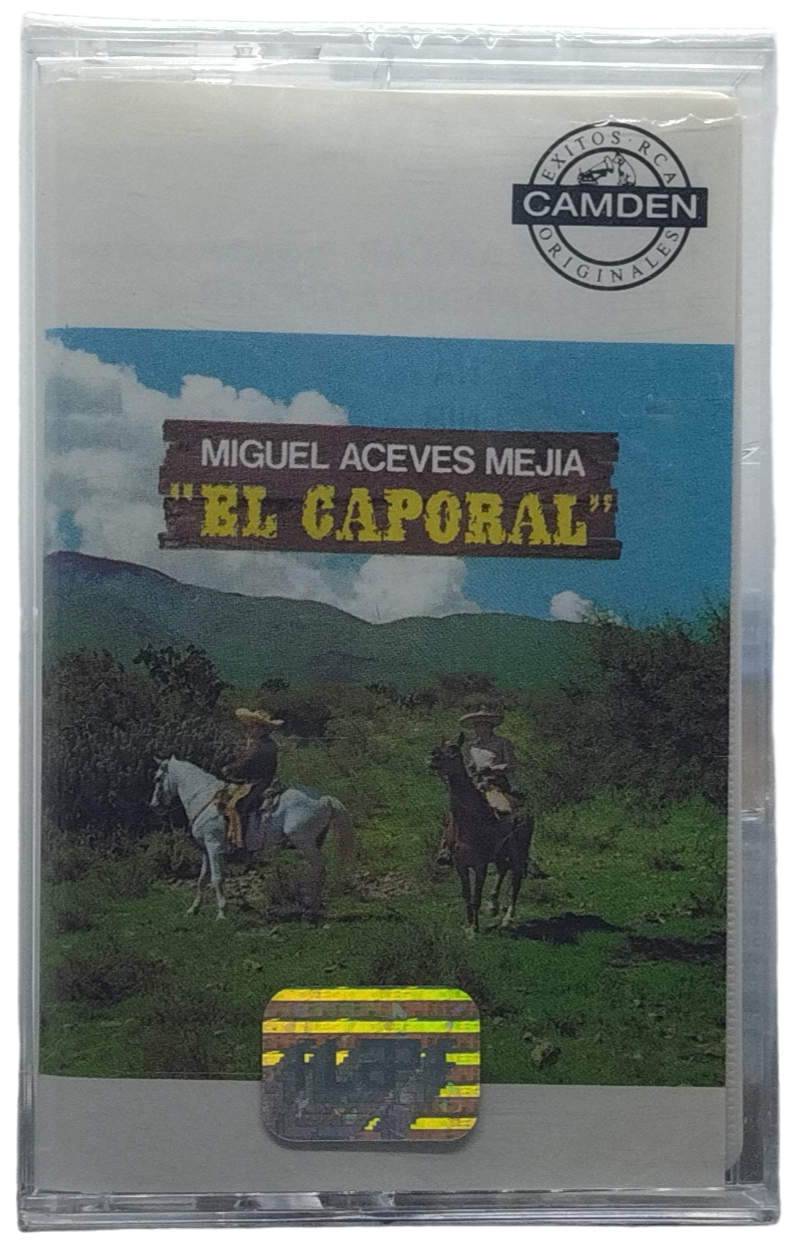 EXITOS · RCA
CAMDEN
ORIGINALES
MIGUEL ACEVES MEJIA
"EL CAPORAL"